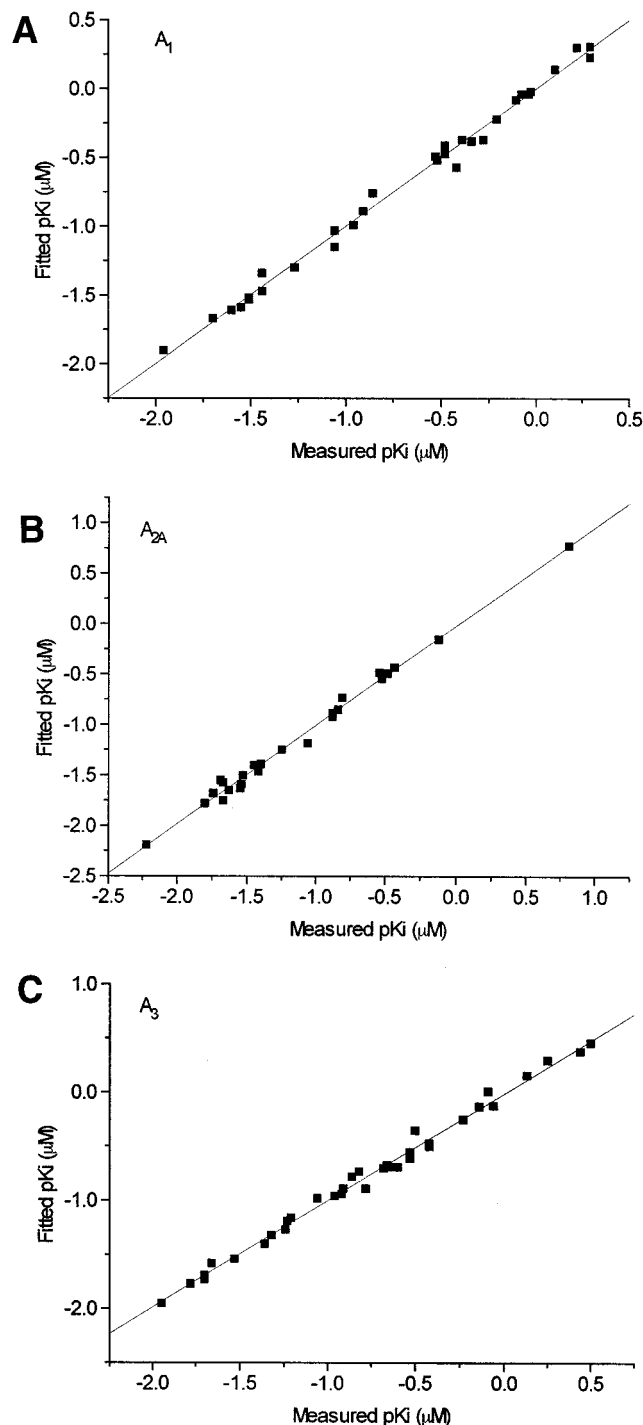 A
A1
0.5
0.0
-0.5
-1.0
-1.5
-2.0
Fitted pKi (μM)
-2.0 -1.5 -1.0 -0.5 0.0 0.5
Measured pKi (μM)
B
A2A
1.0
0.5
0.0
-0.5
-1.0
-1.5
-2.0
-2.5
Fitted pKi (μM)
-2.5 -2.0 -1.5 -1.0 -0.5 0.0 0.5 1.0
Measured pKi (μM)
C
A3
1.0
0.0
-1.0
-2.0
Fitted pKi (μM)
-2.0 -1.5 -1.0 -0.5 0.0 0.5
Measured pKi (μM)